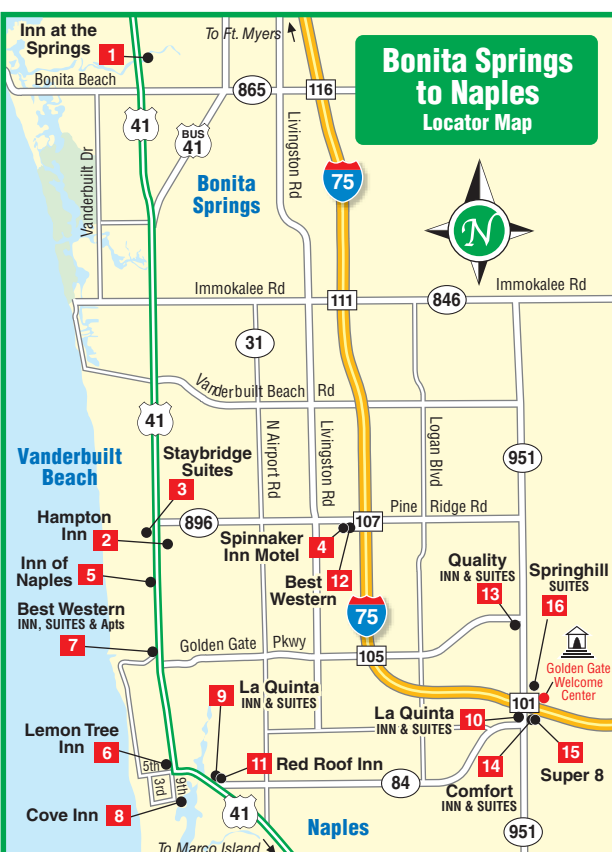 Inn at the
Springs
1
To Ft. Myers
Bonita Springs
to Naples
Locator Map
Bonita Beach
865
116
41
BUS
41
Livingston Rd
75
Vanderbuilt Dr
Bonita
Springs
N
Immokalee Rd
111
846
Immokalee Rd
31
Vanderbuilt Beach Rd
41
N Airport Rd
Livingston Rd
Logan Blvd
951
Vanderbuilt
Beach
Staybridge
Suites
3
Pine Ridge Rd
Hampton
Inn
2
896
Spinnaker
Inn Motel
4
107
Inn of
Naples
5
Best
Western
12
Quality
INN & SUITES
13
Springhill
SUITES
16
Best Western
INN, SUITES & Apts
7
75
Golden Gate Pkwy
105
Golden Gate
Welcome
Center
9
La Quinta
INN & SUITES
101
La Quinta
INN & SUITES
10
Lemon Tree
Inn
6
5th
3rd
9th
11
Red Roof Inn
84
14
Comfort
INN & SUITES
15
Super 8
Cove Inn
8
41
Naples
951
To Marco Island